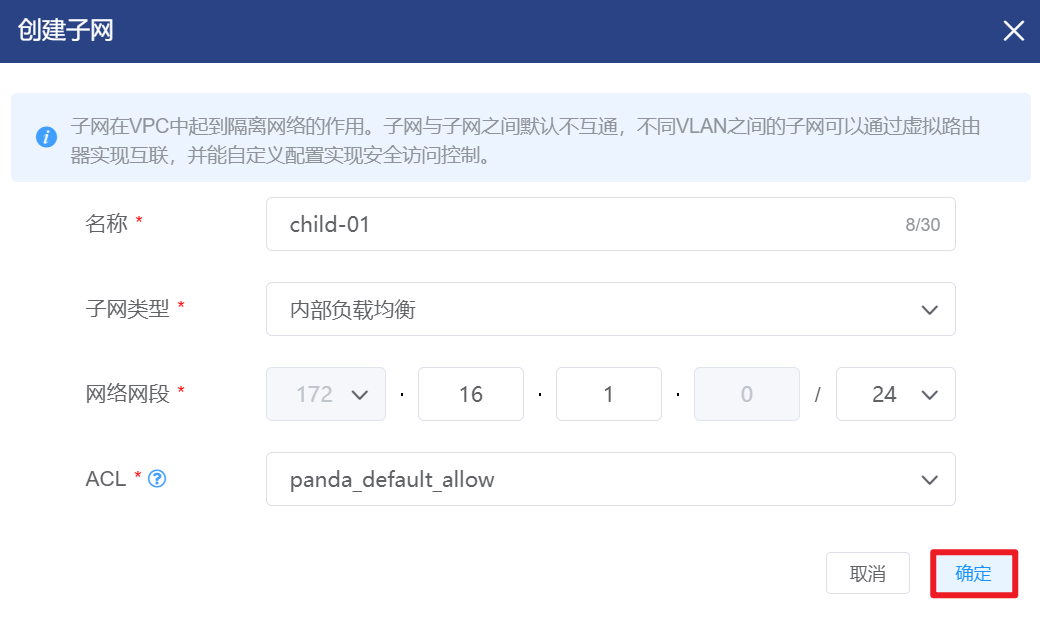 创建子网
子网在VPC中起到隔离网络的作用。子网与子网之间默认不互通，不同VLAN之间的子网可以通过虚拟路由
器实现互联，并能自定义配置实现安全访问控制。
名称 * child-01 8/30
子网类型 * 内部负载均衡
网络网段 * 172 . 16 . 1 . 0 / 24
ACL * ? panda_default_allow
取消 确定